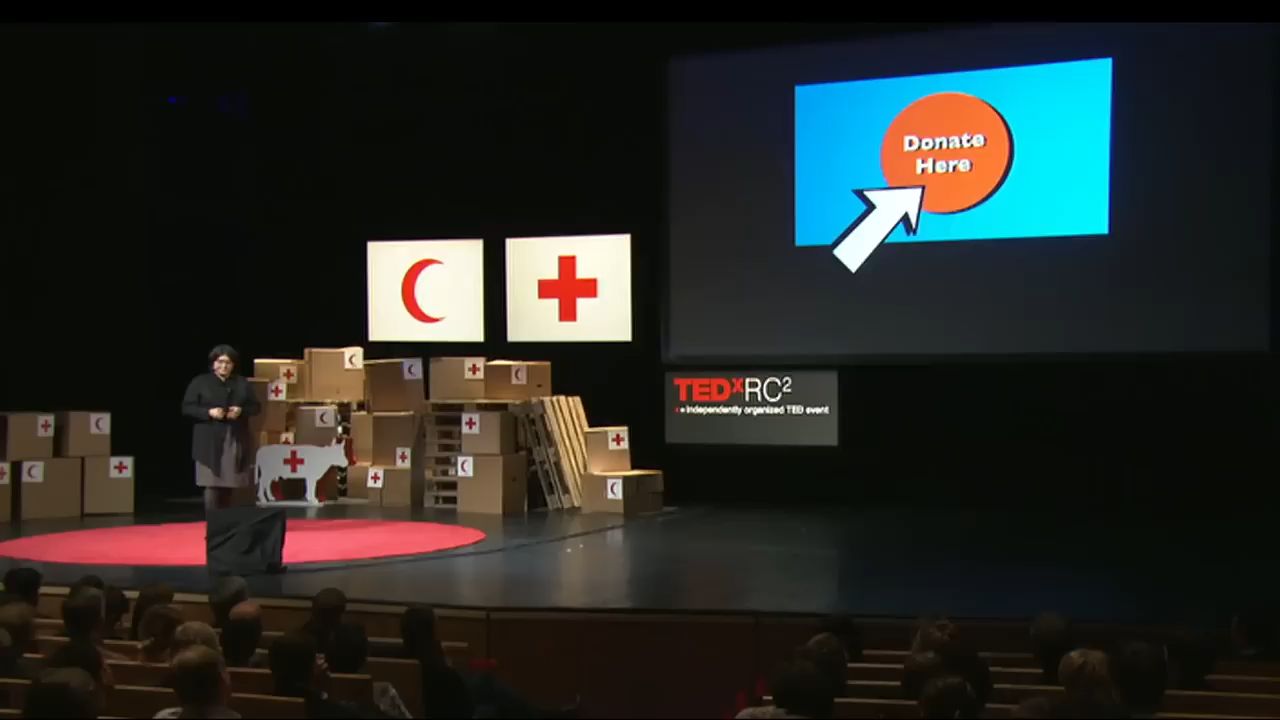 Donate
Here
TEDxRC2
x = independently organized TED event